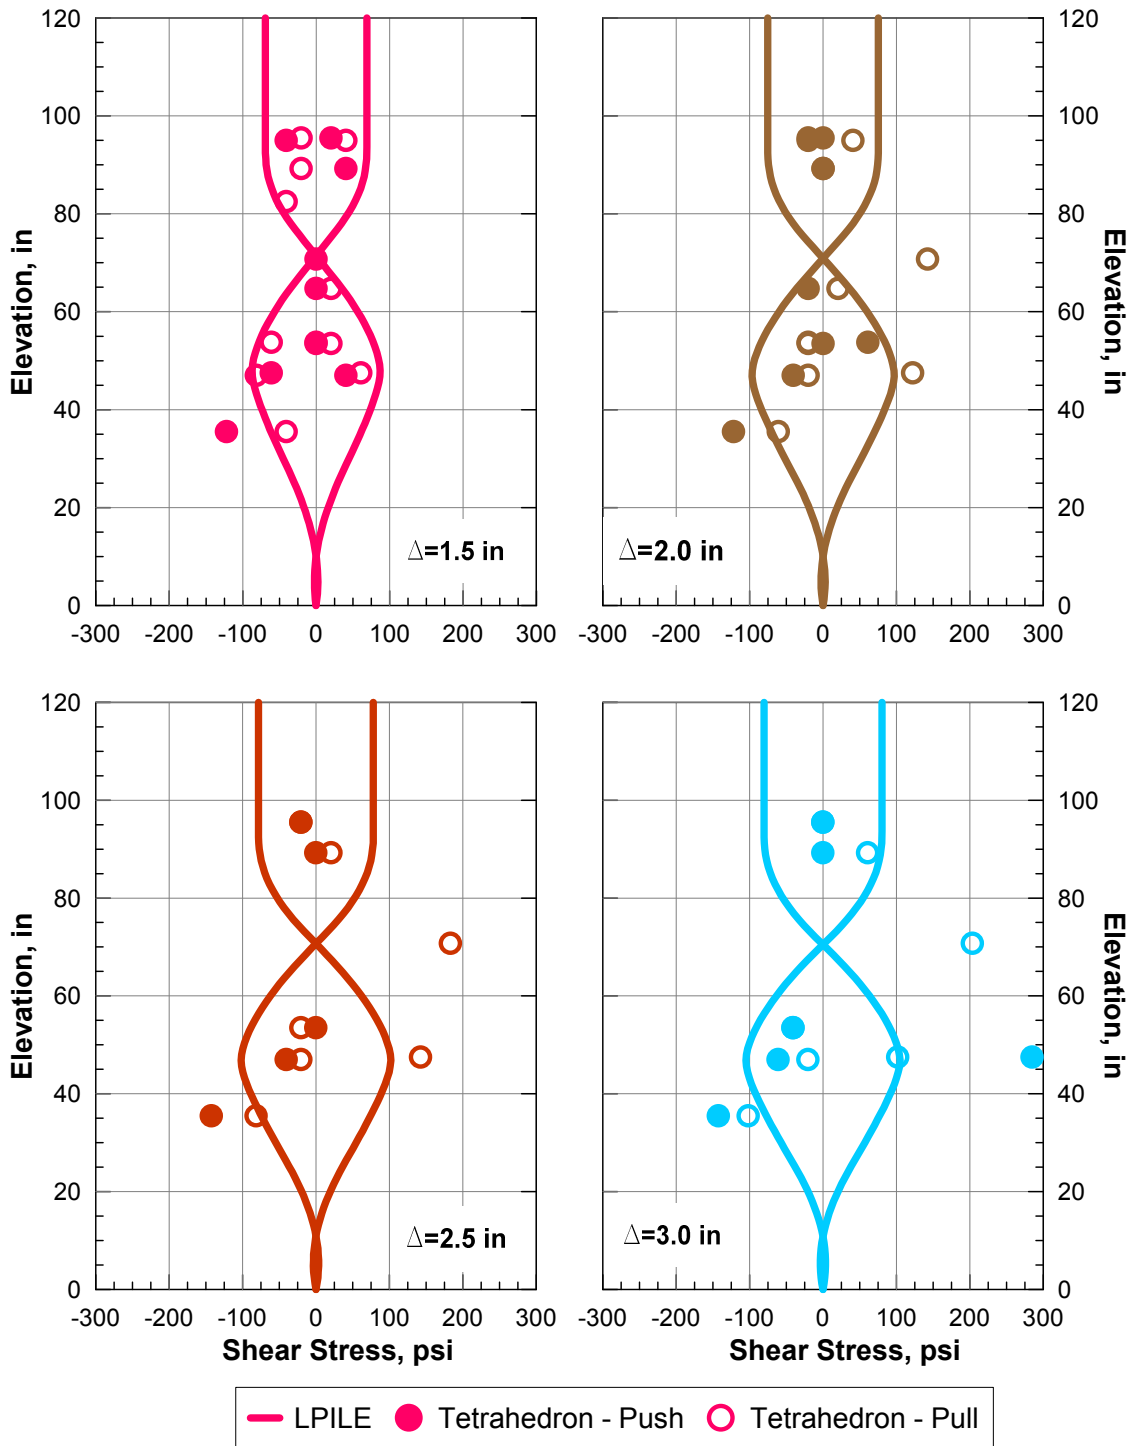 120
100
80
60
40
20
0
Elevation, in
-300 -200 -100 0 100 200 300
Δ=1.5 in
120
100
80
60
40
20
0
Elevation, in
-300 -200 -100 0 100 200 300
Δ=2.0 in
120
100
80
60
40
20
0
Elevation, in
-300 -200 -100 0 100 200 300
Shear Stress, psi
Δ=2.5 in
120
100
80
60
40
20
0
Elevation, in
-300 -200 -100 0 100 200 300
Shear Stress, psi
Δ=3.0 in
LPILE Tetrahedron - Push Tetrahedron - Pull